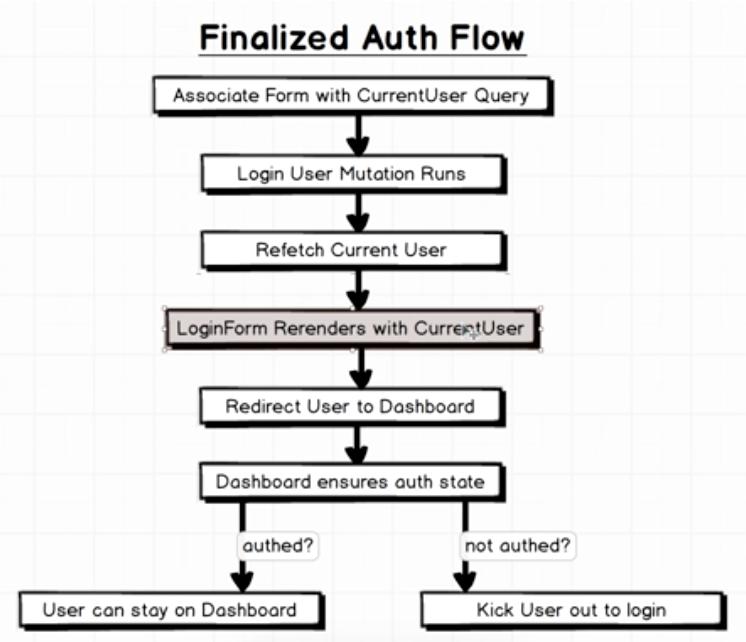 Finalized Auth Flow
Associate Form with CurrentUser Query
Login User Mutation Runs
Refetch Current User
LoginForm Rerenders with CurrentUser
Redirect User to Dashboard
Dashboard ensures auth state
authed?
not authed?
User can stay on Dashboard
Kick User out to login